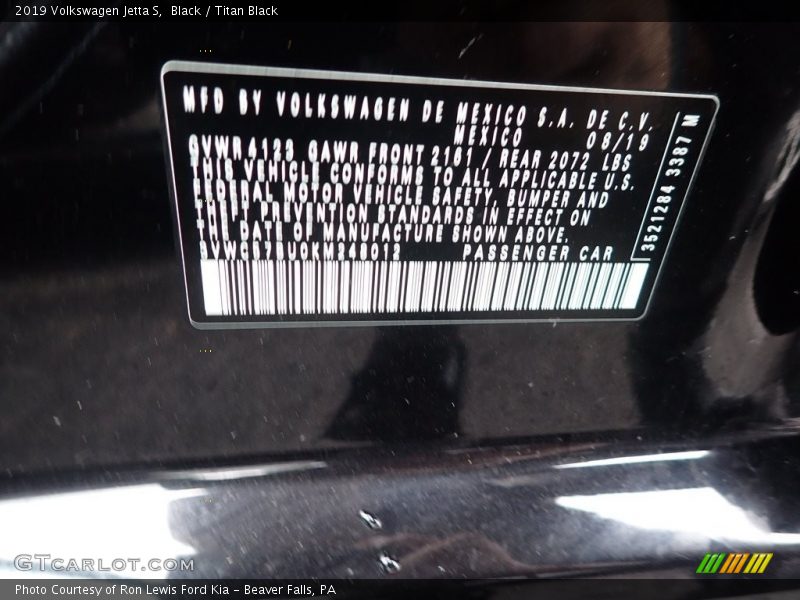 2019 Volkswagen Jetta S, Black / Titan Black
MFD BY VOLKSWAGEN DE MEXICO S.A. DE C.V.
MEXICO 08/19
GVWR 4123 GAWR FRONT 2161 / REAR 2072 LBS
THIS VEHICLE CONFORMS TO ALL APPLICABLE U.S.
FEDERAL MOTOR VEHICLE SAFETY, BUMPER AND
THEFT PREVENTION STANDARDS IN EFFECT ON
THE DATE OF MANUFACTURE SHOWN ABOVE.
PASSENGER CAR
3521284 3387 M
GTcarlot.com
Photo Courtesy of Ron Lewis Ford Kia - Beaver Falls, PA